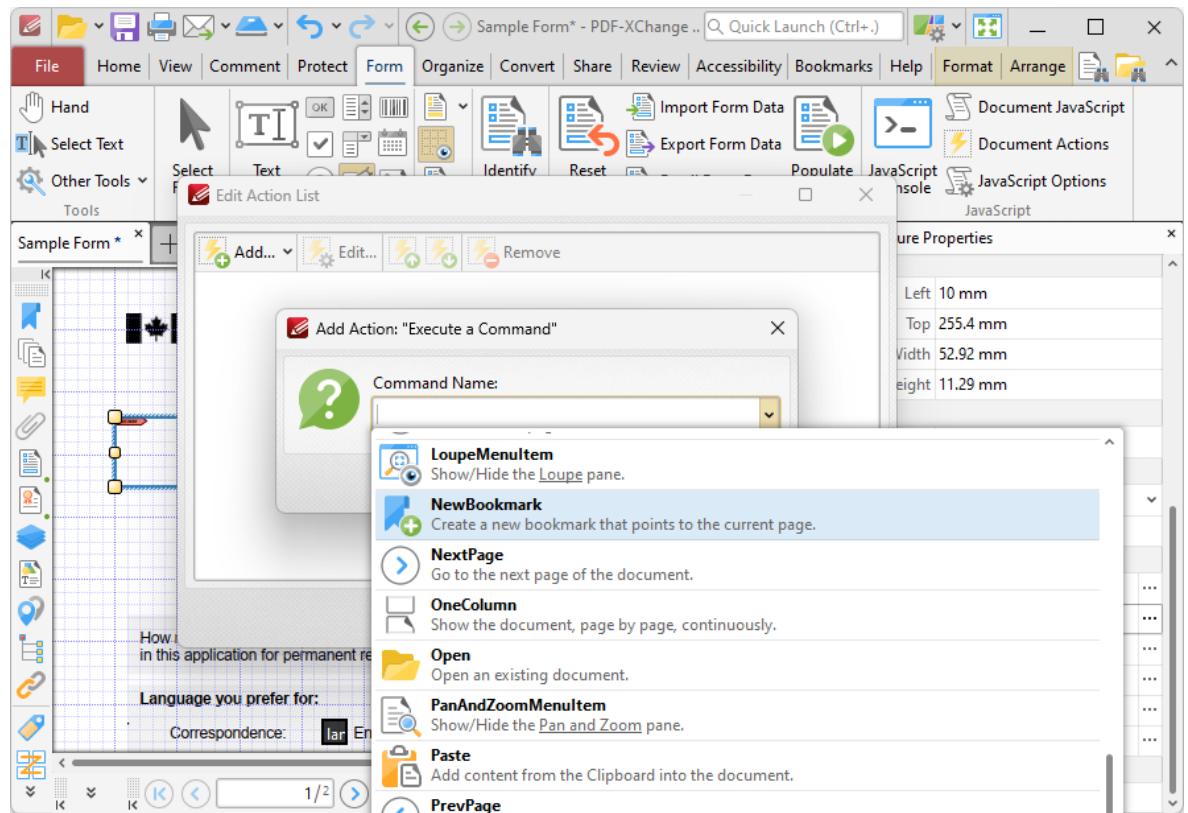 Sample Form* - PDF-XChange ..
Quick Launch (Ctrl+.)
File Home View Comment Protect Form Organize Convert Share Review Accessibility Bookmarks Help Format Arrange
Hand
Select Text
Other Tools
Tools
Select
Text
OK
Identify
Reset
Import Form Data
Export Form Data
Populate
JavaScript
Document JavaScript
Document Actions
JavaScript Options
JavaScript
Sample Form *
Edit Action List
Add... Edit... Remove
Properties
Left 10 mm
Top 255.4 mm
52.92 mm
11.29 mm
Add Action: "Execute a Command"
Command Name:
LoupeMenuItem
Show/Hide the Loupe pane.
NewBookmark
Create a new bookmark that points to the current page.
NextPage
Go to the next page of the document.
OneColumn
Show the document, page by page, continuously.
Open
Open an existing document.
PanAndZoomMenuItem
Show/Hide the Pan and Zoom pane.
Paste
Add content from the Clipboard into the document.
PrevPage
How
in this application for permanent
Language you prefer for:
Correspondence: lar
1/2